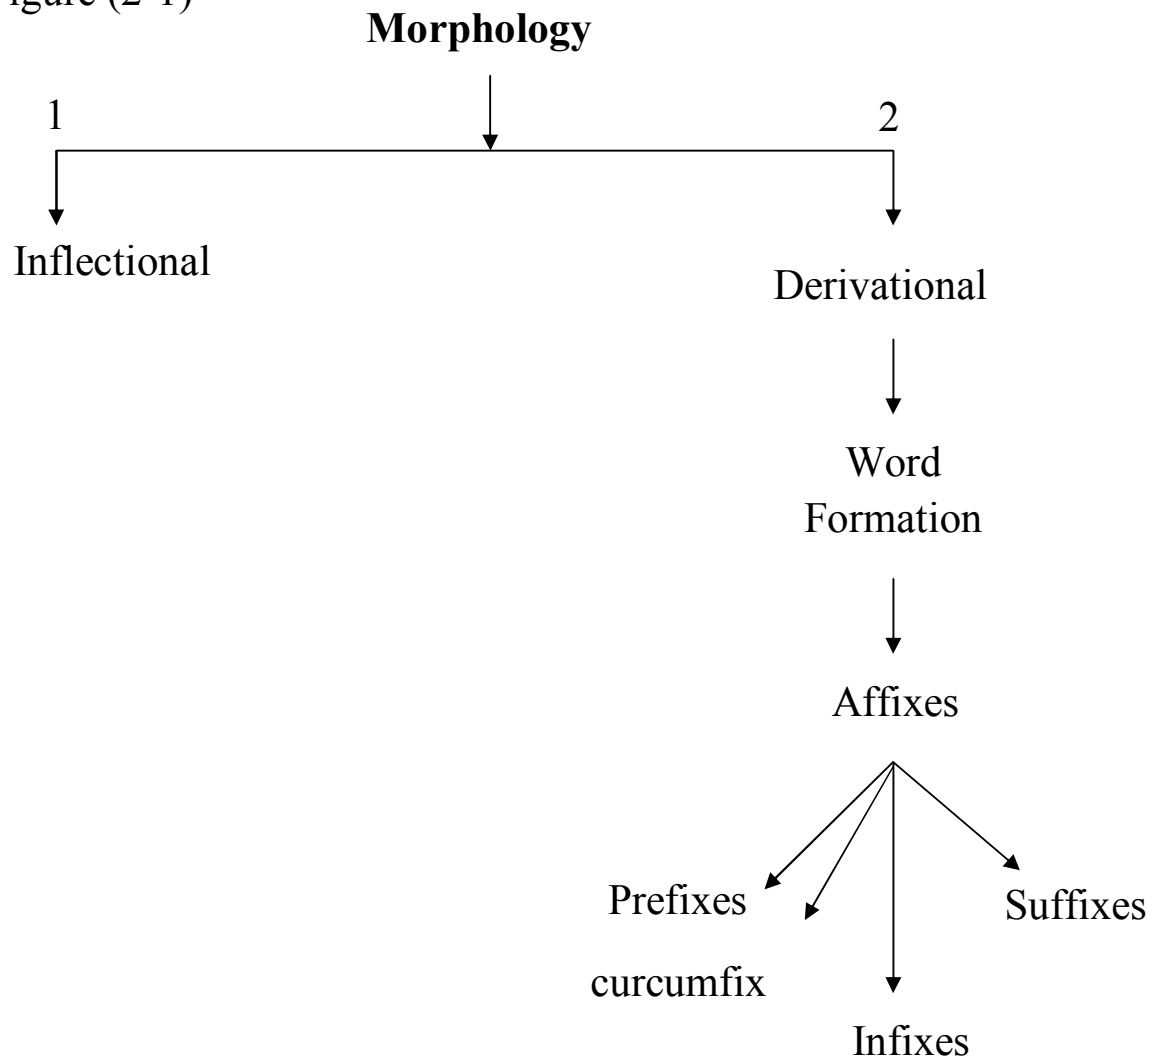 igure (2-1)
Morphology
1
2
Inflectional
Derivational
Word
Formation
Affixes
Prefixes
Suffixes
curcumfix
Infixes